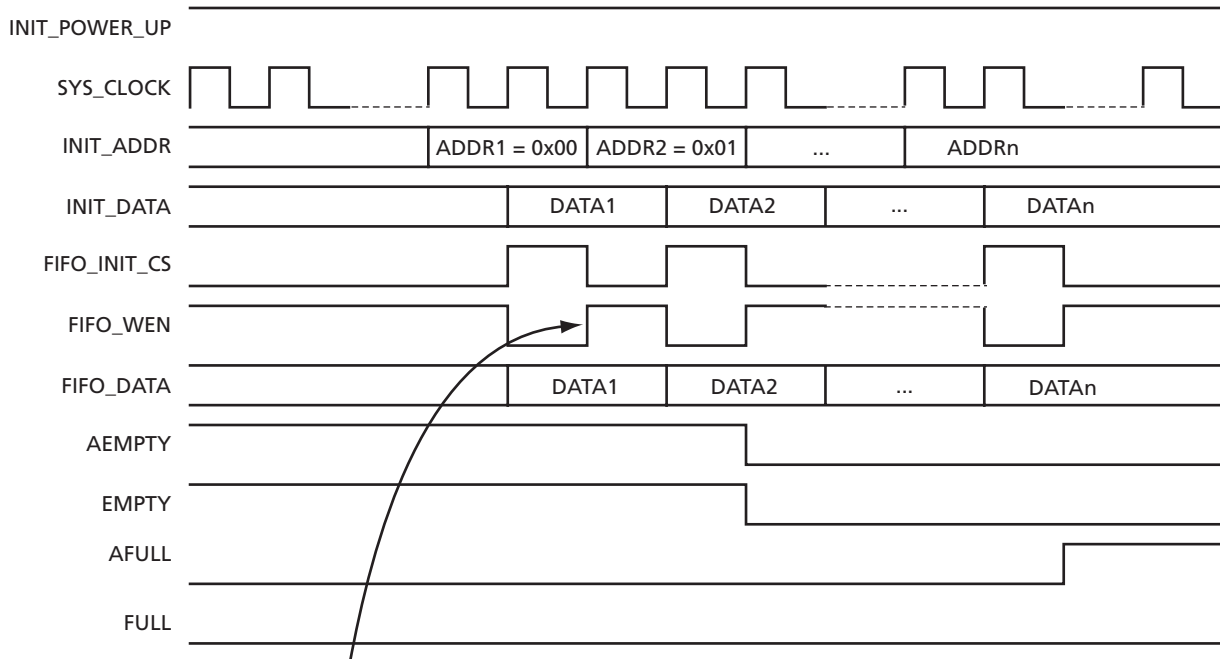 INIT_POWER_UP
SYS_CLOCK
INIT_ADDR ADDR1 = 0x00 ADDR2 = 0x01 ... ADDRn
INIT_DATA DATA1 DATA2 ... DATAn
FIFO_INIT_CS
FIFO_WEN
FIFO_DATA DATA1 DATA2 ... DATAn
AEMPTY
EMPTY
AFULL
FULL